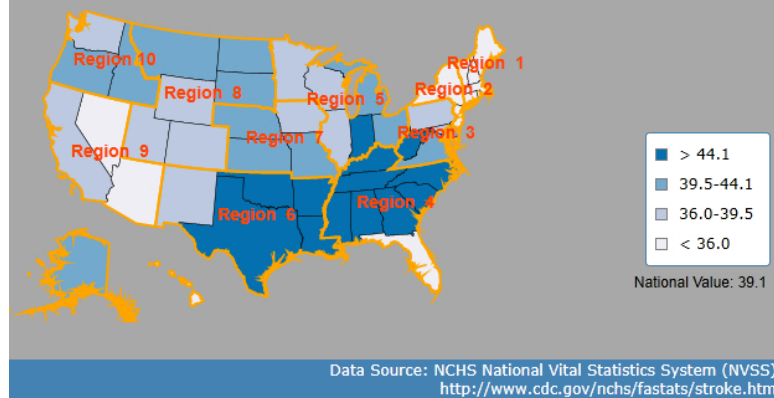 Region 1
Region 10
Region 2
Region 8
Region 5
Region 3
Region 7
Region 9
Region 6
Region 4
> 44.1
39.5-44.1
36.0-39.5
< 36.0
National Value: 39.1
Data Source: NCHS National Vital Statistics System (NVSS)
http://www.cdc.gov/nchs/fastats/stroke.htm